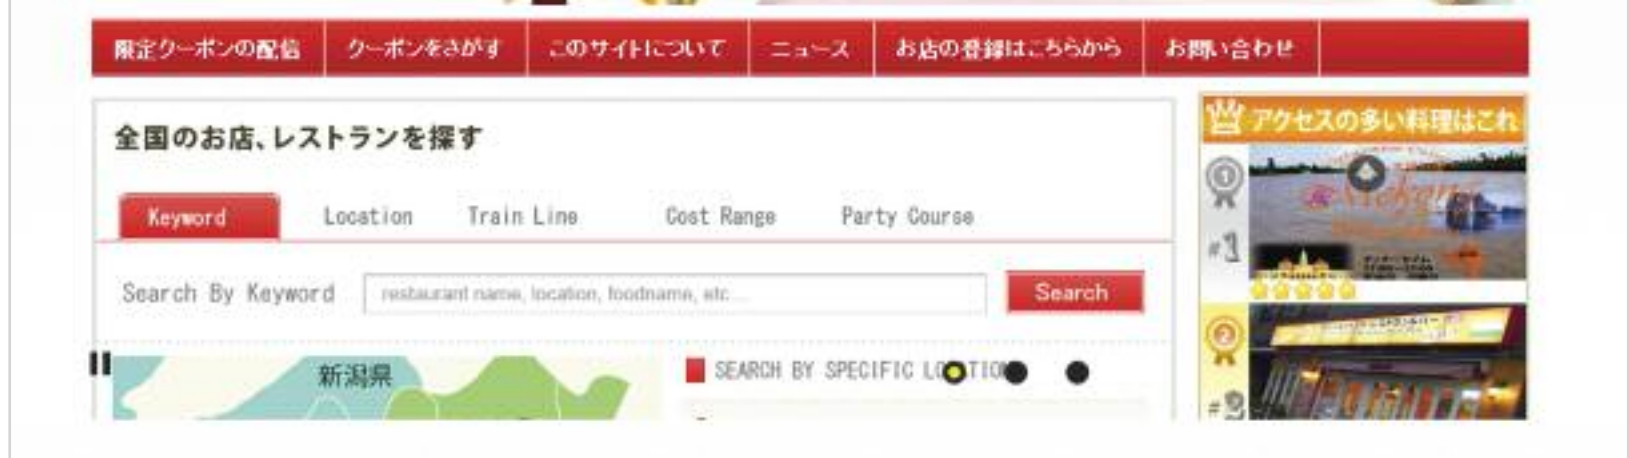 限定クーポンの配信 クーポンをさがす このサイトについて ニュース お店の登録はこちらから お問い合わせ
全国のお店、レストランを探す
Keyword Location Train Line Cost Range Party Course
Search By Keyword restaurant name, location, foodname, etc... Search
新潟県
SEARCH BY SPECIFIC LOCATION
アクセスの多い料理はこれ
1
#1
2
#2